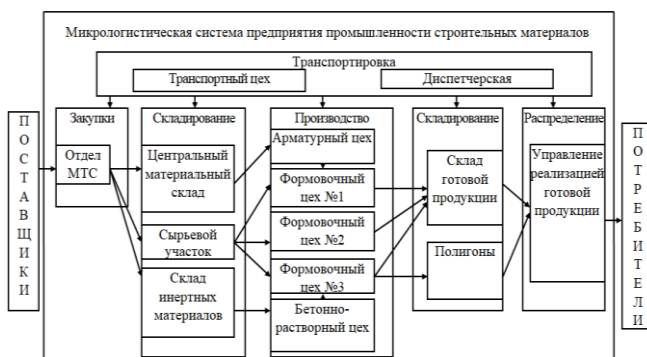 Микрологистическая система предприятия промышленности строительных материалов
Транспортировка
Транспортный цех
Диспетчерская
ПОСТАВЩИКИ
Закупки
Отдел
МТС
Складирование
Центральный
материальный
склад
Сырьевой
участок
Склад
инертных
материалов
Производство
Арматурный цех
Формовочный
цех №1
Формовочный
цех №2
Формовочный
цех №3
Бетонно-
растворный цех
Складирование
Склад
готовой
продукции
Полигоны
Распределение
Управление
реализацией
готовой
продукции
ПОТРЕБИТЕЛИ